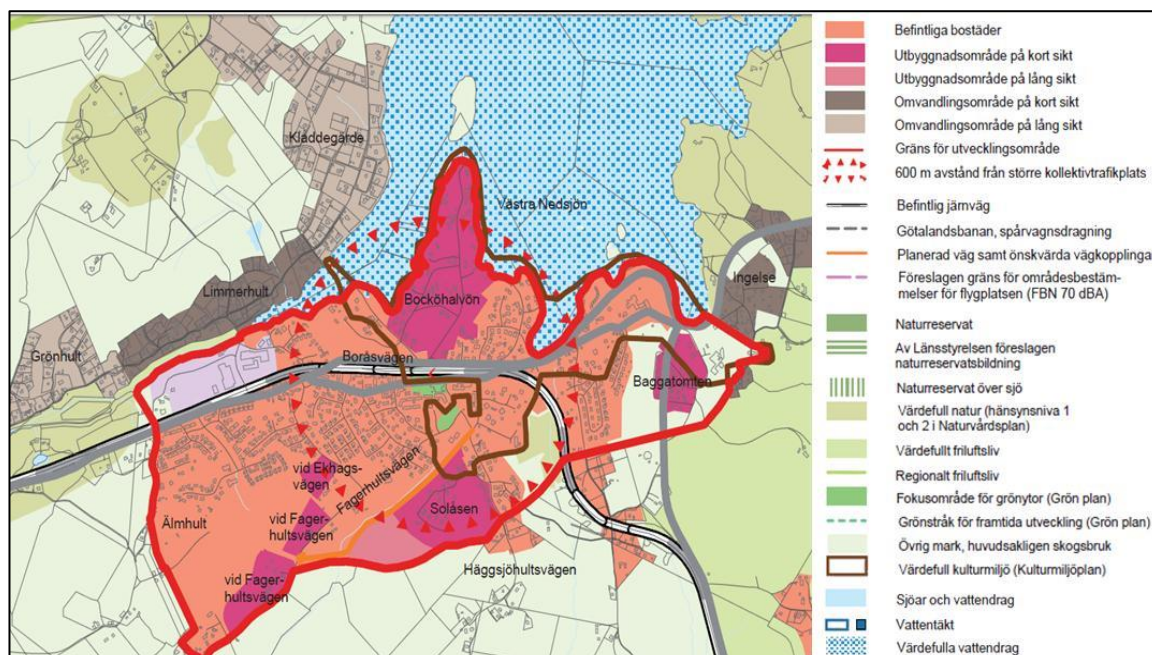 Kläddegärde
Västra Nedsjön
Ingelse
Limmerhult
Bocköhalvön
Grönhult
Boråsvägen
Baggatomten
vid Ekhags-
vägen
Fagerhultsvägen
Solåsen
Älmhult
vid Fager-
hultsvägen
Häggsjöhultsvägen
vid Fager-
hultsvägen
Befintliga bostäder
Utbyggnadsområde på kort sikt
Utbyggnadsområde på lång sikt
Omvandlingsområde på kort sikt
Omvandlingsområde på lång sikt
Gräns för utvecklingsområde
600 m avstånd från större kollektivtrafikplats
Befintlig järnväg
Götalandsbanan, spårvagnsdragning
Planerad väg samt önskvärda vägkopplinga
Föreslagen gräns för områdesbestäm-
melser för flygplatsen (FBN 70 dBA)
Naturreservat
Av Länsstyrelsen föreslagen
naturreservatsbildning
Naturreservat över sjö
Värdefull natur (hänsynsniva 1
och 2 i Naturvårdsplan)
Värdefullt friluftsliv
Regionalt friluftsliv
Fokusområde för grönytor (Grön plan)
Grönstråk för framtida utveckling (Grön plan)
Övrig mark, huvudsakligen skogsbruk
Värdefull kulturmiljö (Kulturmiljöplan)
Sjöar och vattendrag
Vattentäkt
Värdefulla vattendrag